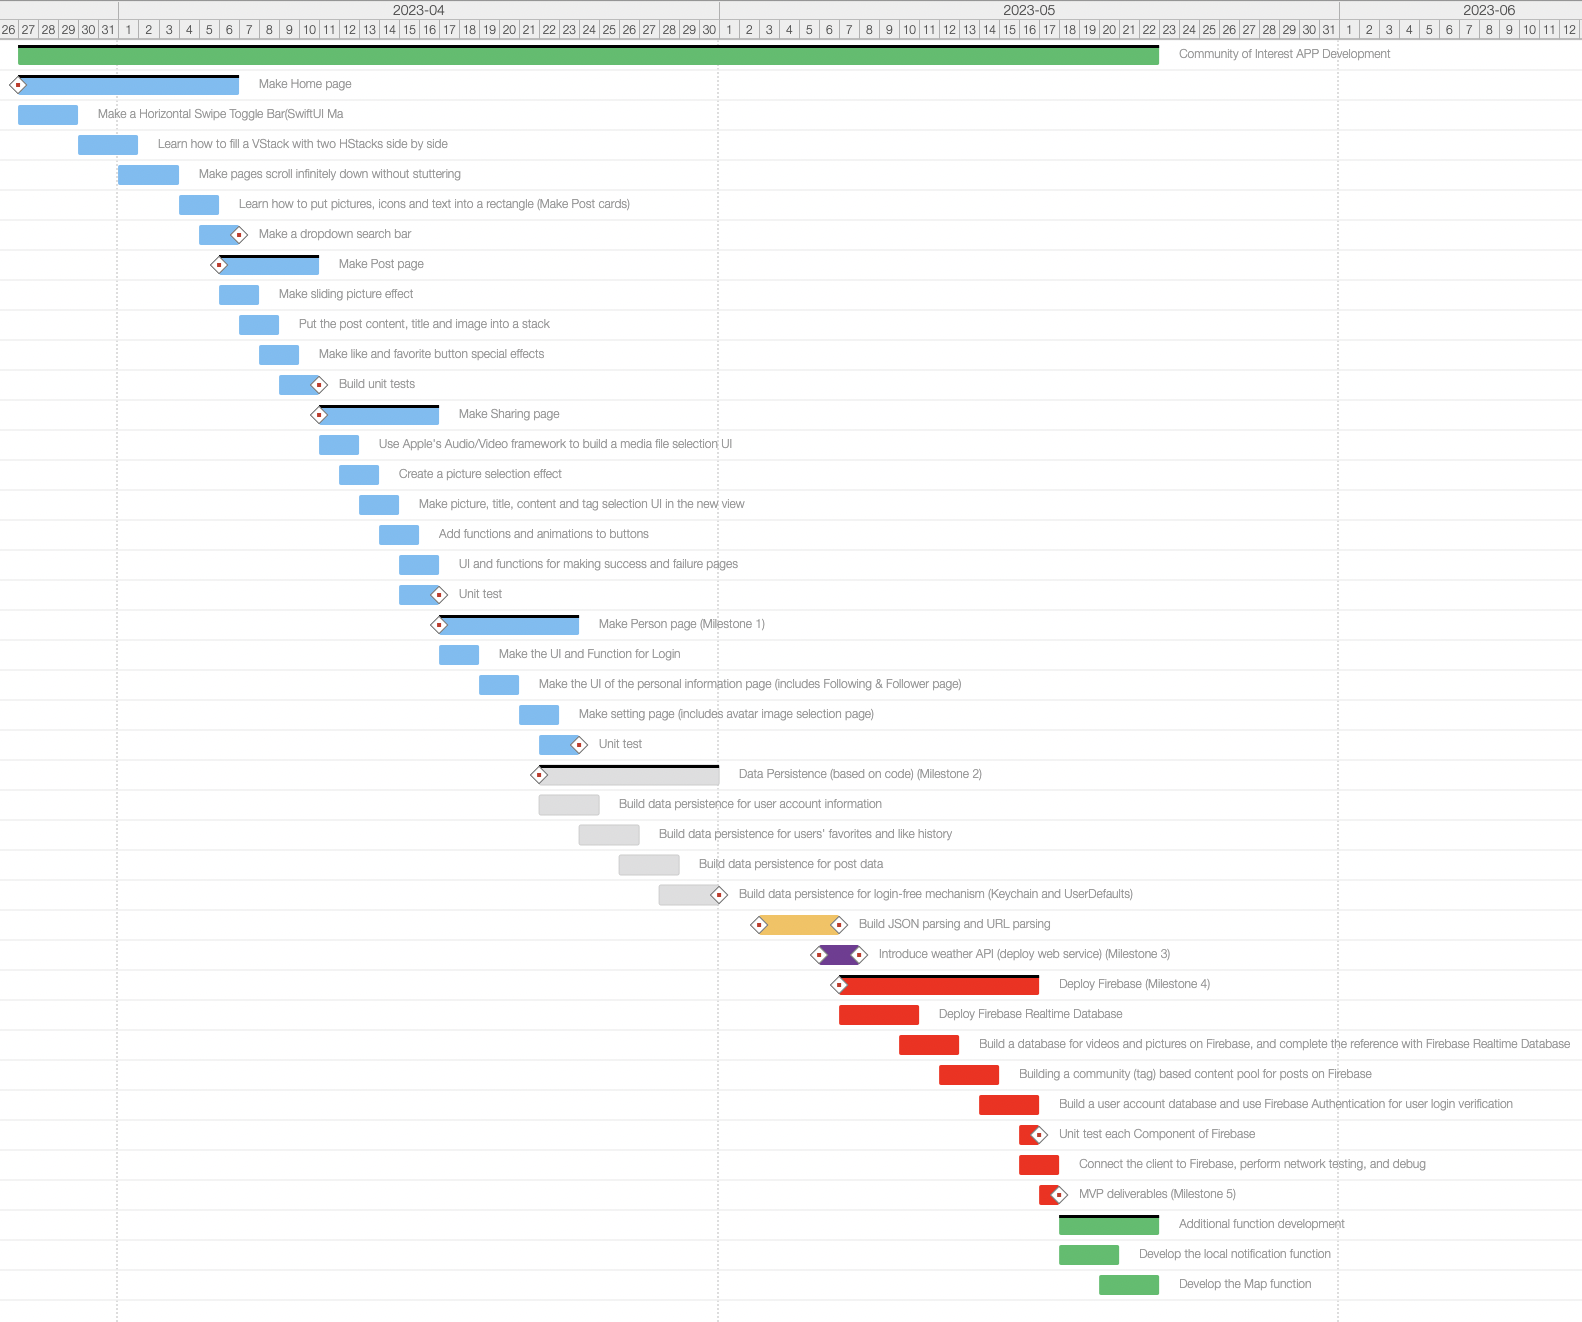 2023-04 2023-05 2023-06
26 27 28 29 30 31 1 2 3 4 5 6 7 8 9 10 11 12 13 14 15 16 17 18 19 20 21 22 23 24 25 26 27 28 29 30 1 2 3 4 5 6 7 8 9 10 11 12 13 14 15 16 17 18 19 20 21 22 23 24 25 26 27 28 29 30 31 1 2 3 4 5 6 7 8 9 10 11 12
Community of Interest APP Development
Make Home page
Make a Horizontal Swipe Toggle Bar(SwiftUI Ma
Learn how to fill a VStack with two HStacks side by side
Make pages scroll infinitely down without stuttering
Learn how to put pictures, icons and text into a rectangle (Make Post cards)
Make a dropdown search bar
Make Post page
Make sliding picture effect
Put the post content, title and image into a stack
Make like and favorite button special effects
Build unit tests
Make Sharing page
Use Apple's Audio/Video framework to build a media file selection UI
Create a picture selection effect
Make picture, title, content and tag selection UI in the new view
Add functions and animations to buttons
UI and functions for making success and failure pages
Unit test
Make Person page (Milestone 1)
Make the UI and Function for Login
Make the UI of the personal information page (includes Following & Follower page)
Make setting page (includes avatar image selection page)
Unit test
Data Persistence (based on code) (Milestone 2)
Build data persistence for user account information
Build data persistence for users' favorites and like history
Build data persistence for post data
Build data persistence for login-free mechanism (Keychain and UserDefaults)
Build JSON parsing and URL parsing
Introduce weather API (deploy web service) (Milestone 3)
Deploy Firebase (Milestone 4)
Deploy Firebase Realtime Database
Build a database for videos and pictures on Firebase, and complete the reference with Firebase Realtime Database
Building a community (tag) based content pool for posts on Firebase
Build a user account database and use Firebase Authentication for user login verification
Unit test each Component of Firebase
Connect the client to Firebase, perform network testing, and debug
MVP deliverables (Milestone 5)
Additional function development
Develop the local notification function
Develop the Map function